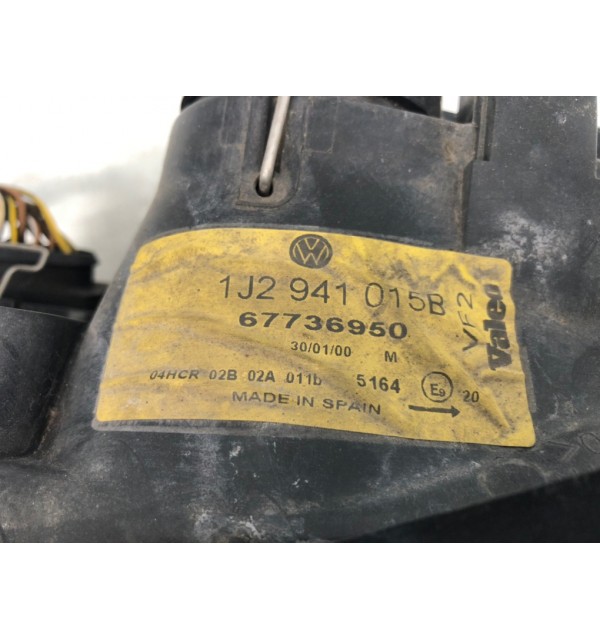 VW
1J2 941 015B
67736950
30/01/00 M
04HCR 02B 02A 011b 5164 E9 20
MADE IN SPAIN
VF2
Valeo